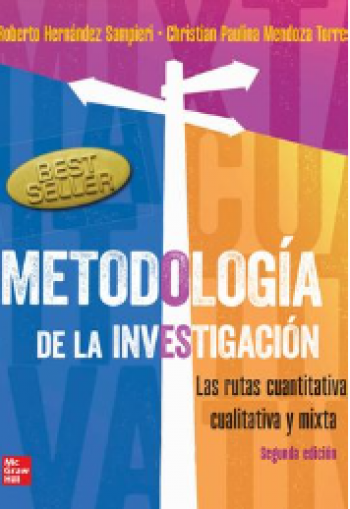 Roberto Hernández Sampieri • Christian Paulina Mendoza Torres
BEST
SELLER
METODOLOGÍA
DE LA INVESTIGACIÓN
Las rutas cuantitativa
cualitativa y mixta
Segunda edición
Mc
Graw
Hill